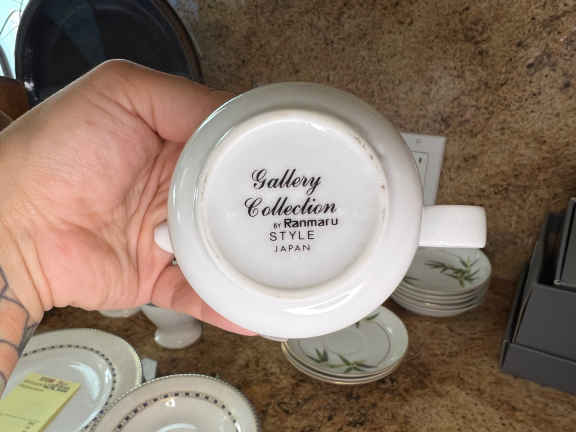 Gallery
Collection
BY Ranmaru
STYLE
JAPAN